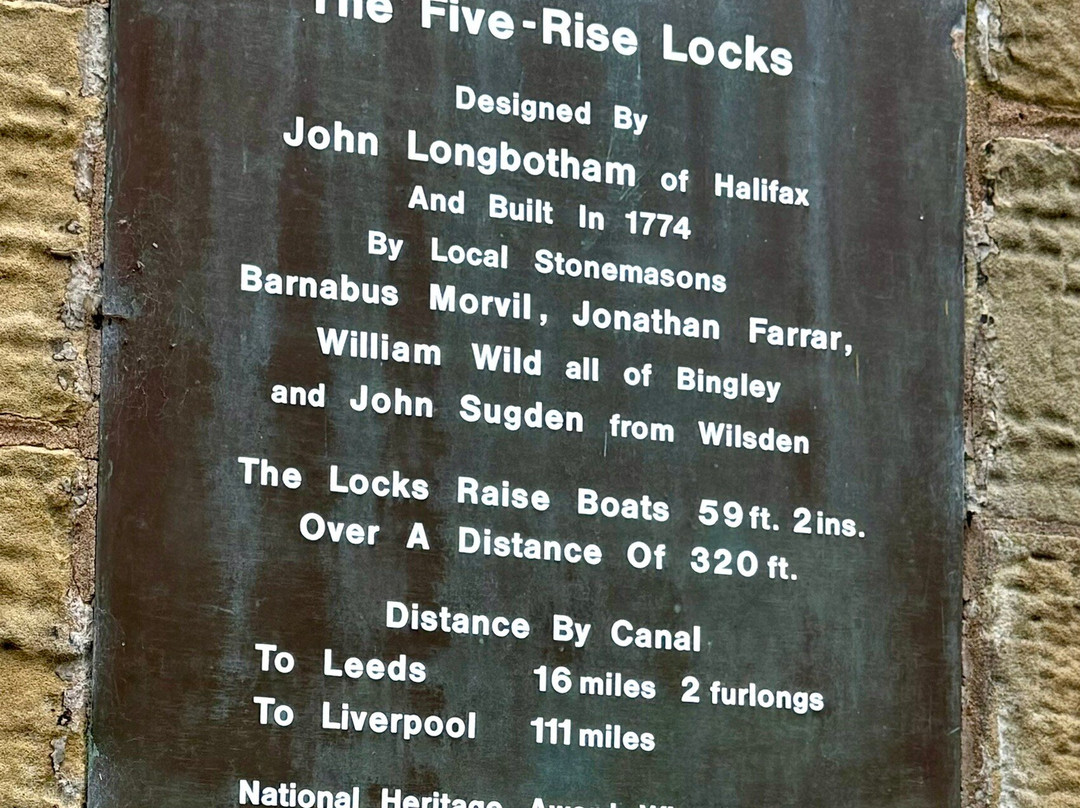 The Five-Rise Locks
Designed By
John Longbotham of Halifax
And Built In 1774
By Local Stonemasons
Barnabus Morvil, Jonathan Farrar,
William Wild all of Bingley
and John Sugden from Wilsden
The Locks Raise Boats 59ft. 2ins.
Over A Distance Of 320 ft.
Distance By Canal
To Leeds 16 miles 2 furlongs
To Liverpool 111 miles
National Heritage